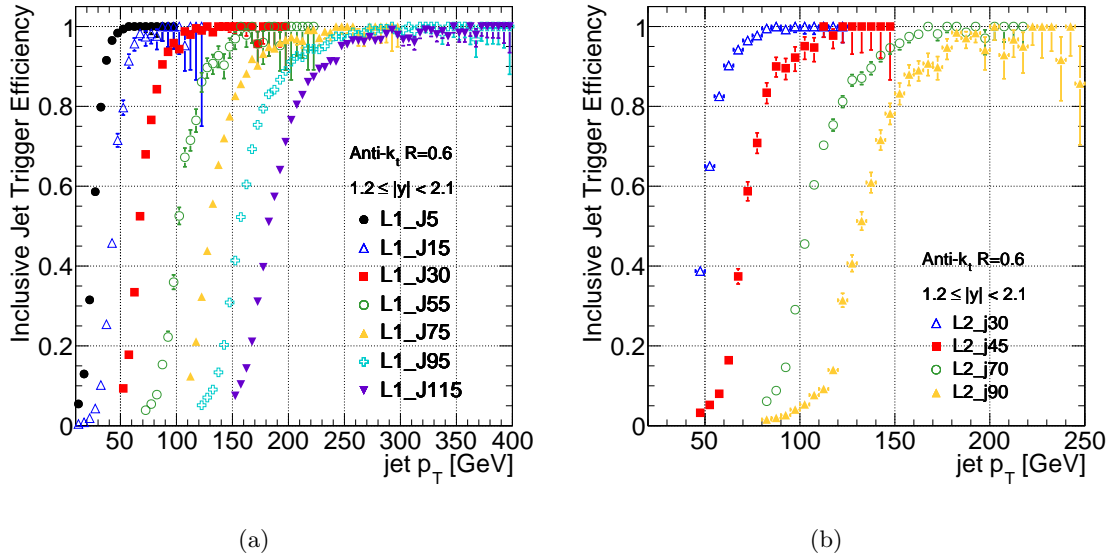 Inclusive Jet Trigger Efficiency
1
0.8
0.6
0.4
0.2
0
Anti-kt R=0.6
1.2 ≤ |y| < 2.1
L1_J5
L1_J15
L1_J30
L1_J55
L1_J75
L1_J95
L1_J115
50 100 150 200 250 300 350 400
jet pT [GeV]
(a)
Inclusive Jet Trigger Efficiency
1
0.8
0.6
0.4
0.2
0
Anti-kt R=0.6
1.2 ≤ |y| < 2.1
L2_j30
L2_j45
L2_j70
L2_j90
50 100 150 200 250
jet pT [GeV]
(b)